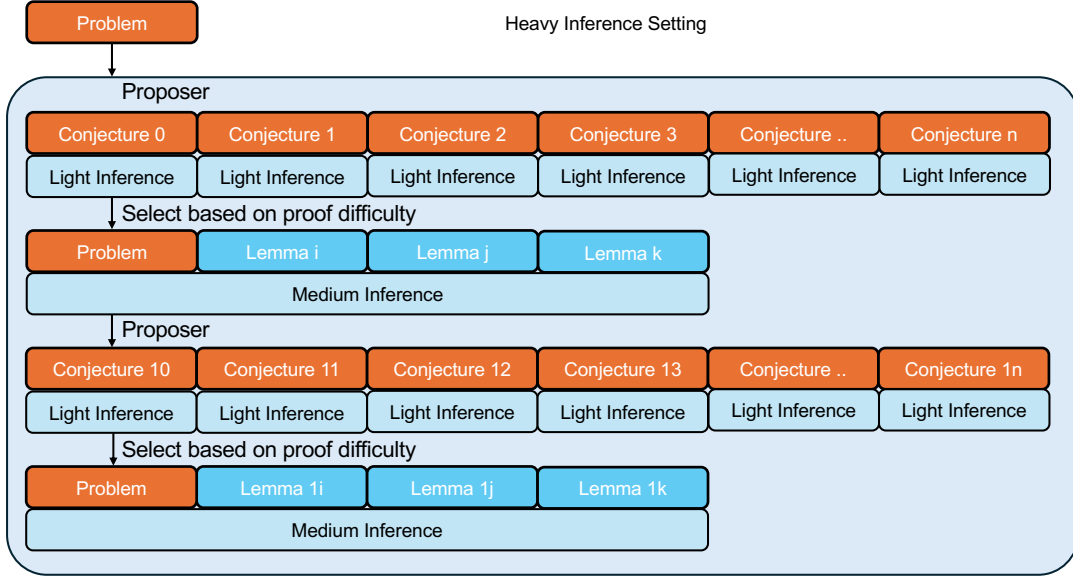 Problem
Heavy Inference Setting
Proposer
Conjecture 0 Conjecture 1 Conjecture 2 Conjecture 3 Conjecture .. Conjecture n
Light Inference Light Inference Light Inference Light Inference Light Inference Light Inference
Select based on proof difficulty
Problem Lemma i Lemma j Lemma k
Medium Inference
Proposer
Conjecture 10 Conjecture 11 Conjecture 12 Conjecture 13 Conjecture .. Conjecture 1n
Light Inference Light Inference Light Inference Light Inference Light Inference Light Inference
Select based on proof difficulty
Problem Lemma 1i Lemma 1j Lemma 1k
Medium Inference